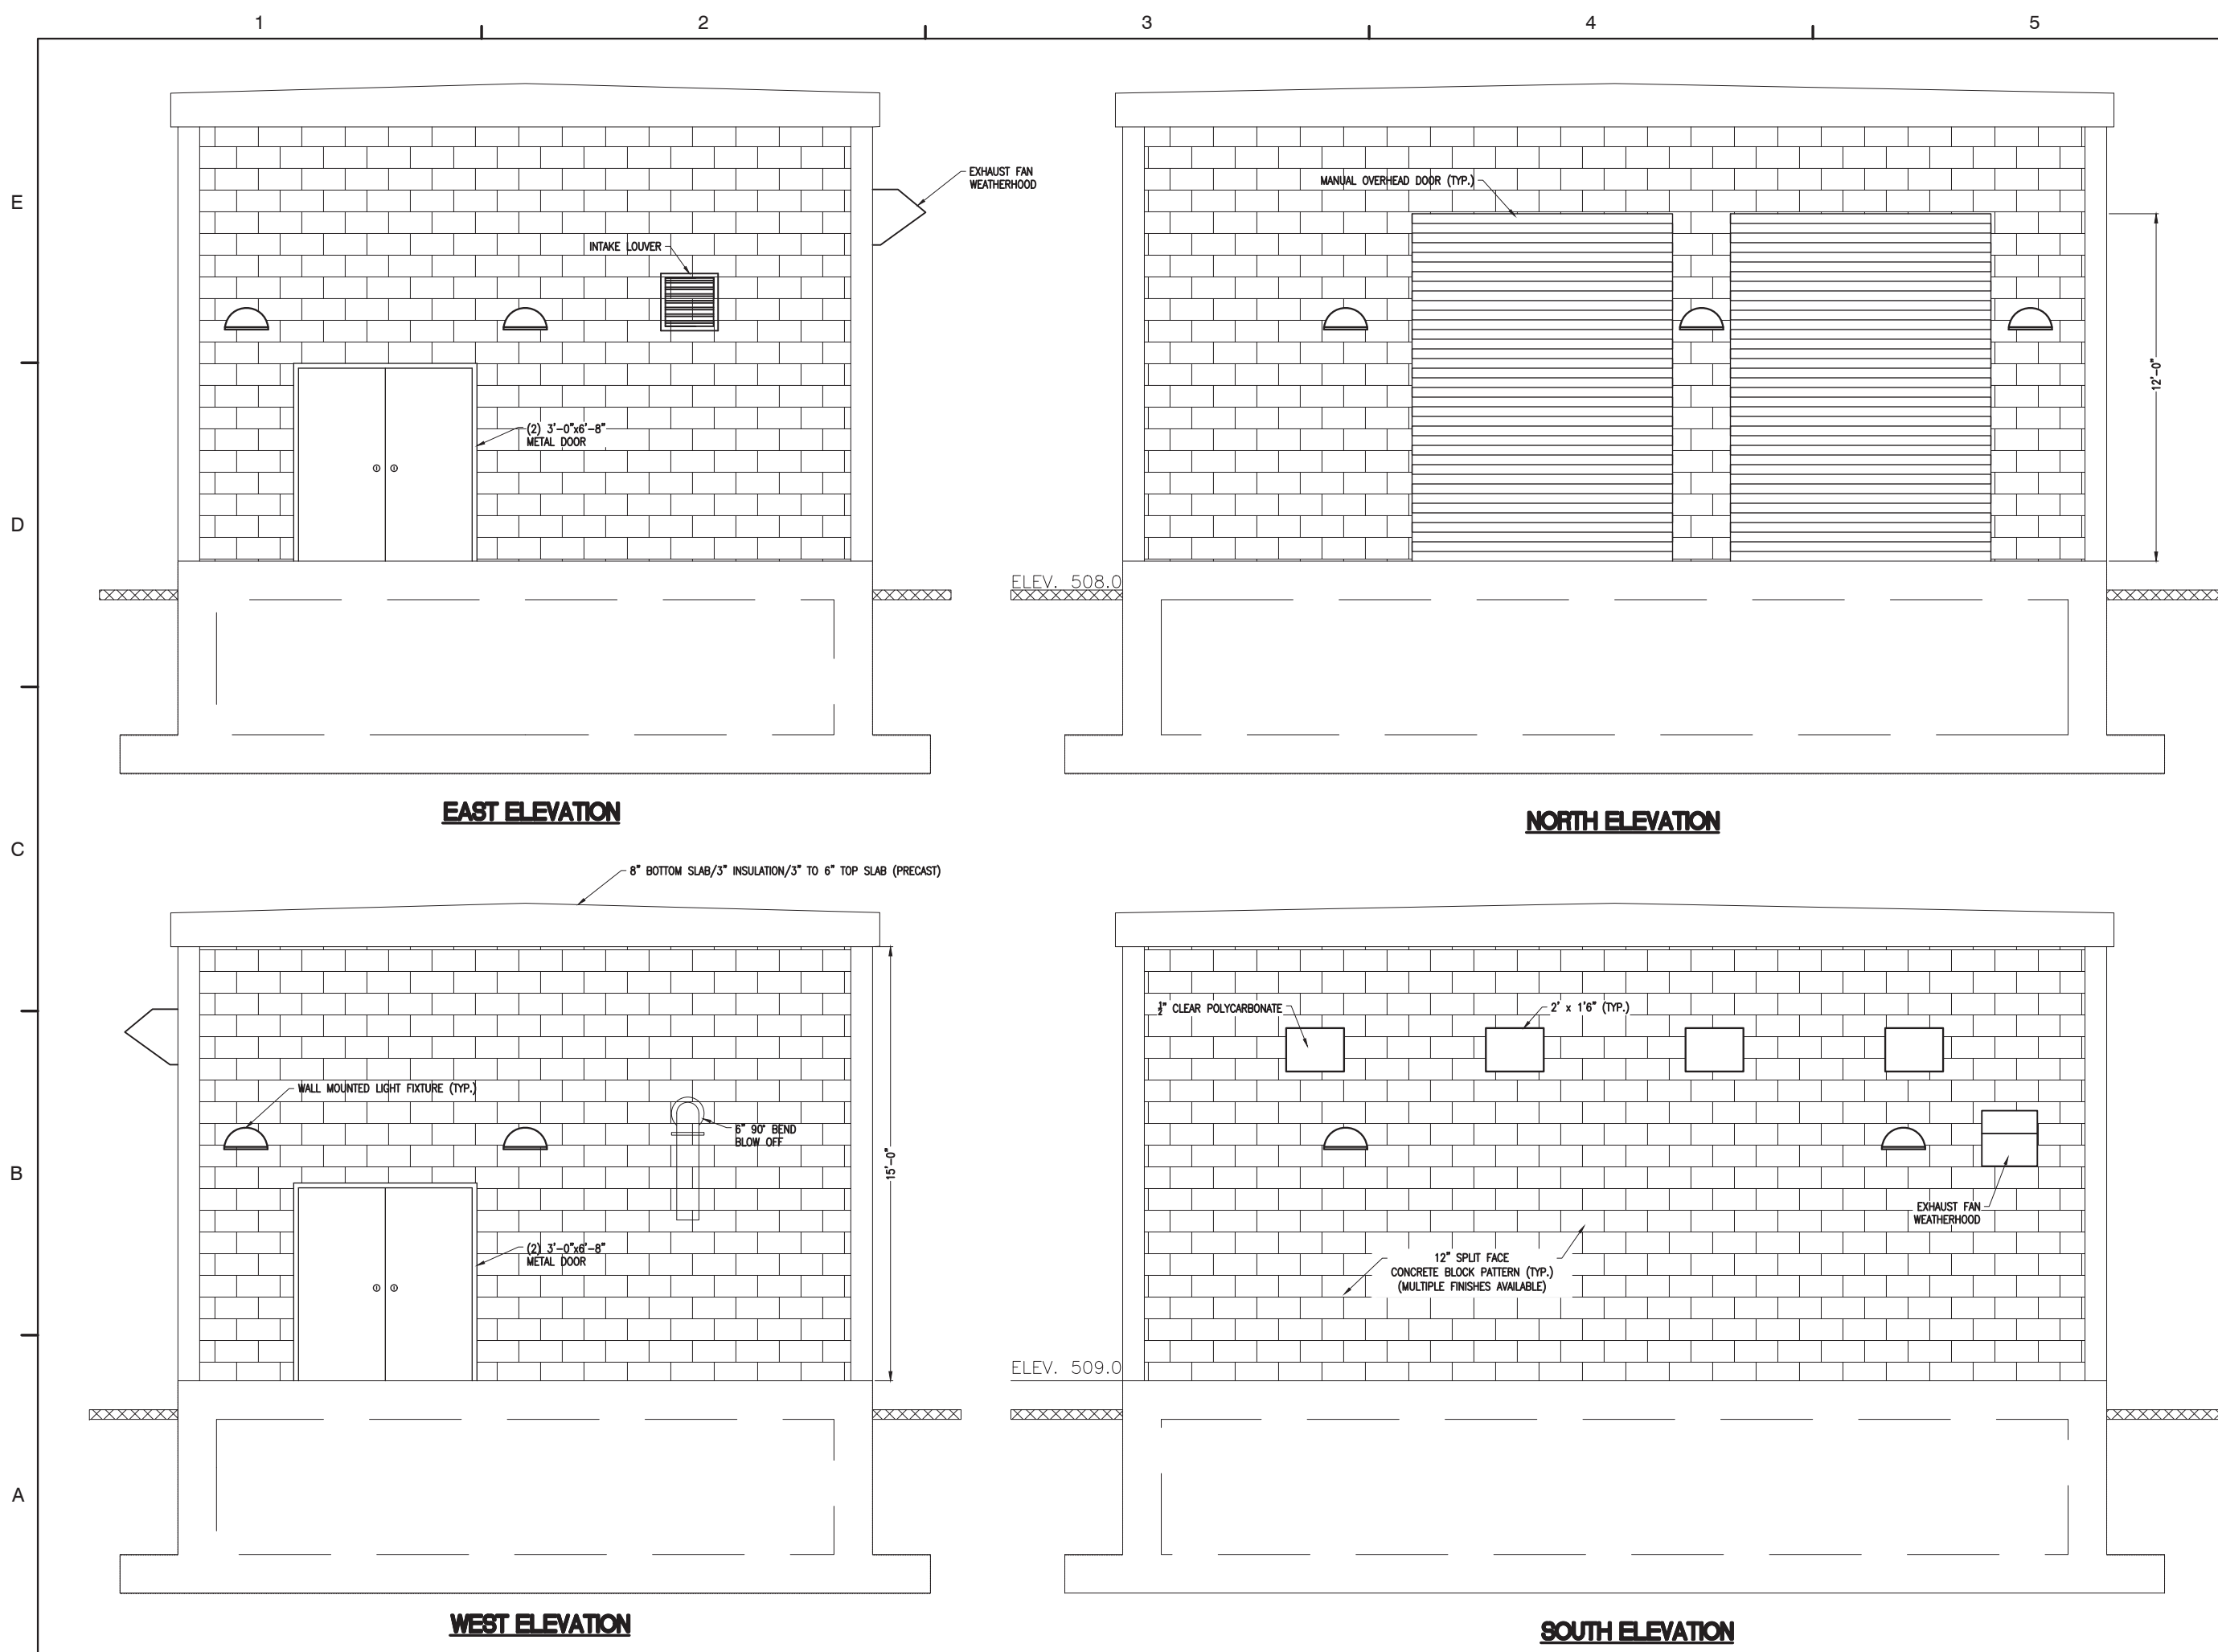 1 2 3 4 5
E
D
C
B
A
EXHAUST FAN
WEATHERHOOD
INTAKE LOUVER
(2) 3'-0"x6'-8"
METAL DOOR
EAST ELEVATION
MANUAL OVERHEAD DOOR (TYP.)
12'-0"
ELEV. 508.0
NORTH ELEVATION
8" BOTTOM SLAB/3" INSULATION/3" TO 6" TOP SLAB (PRECAST)
WALL MOUNTED LIGHT FIXTURE (TYP.)
6" 90° BEND
BLOW OFF
15'-0"
(2) 3'-0"x6'-8"
METAL DOOR
WEST ELEVATION
½" CLEAR POLYCARBONATE
2' x 1'6" (TYP.)
EXHAUST FAN
WEATHERHOOD
12" SPLIT FACE
CONCRETE BLOCK PATTERN (TYP.)
(MULTIPLE FINISHES AVAILABLE)
ELEV. 509.0
SOUTH ELEVATION